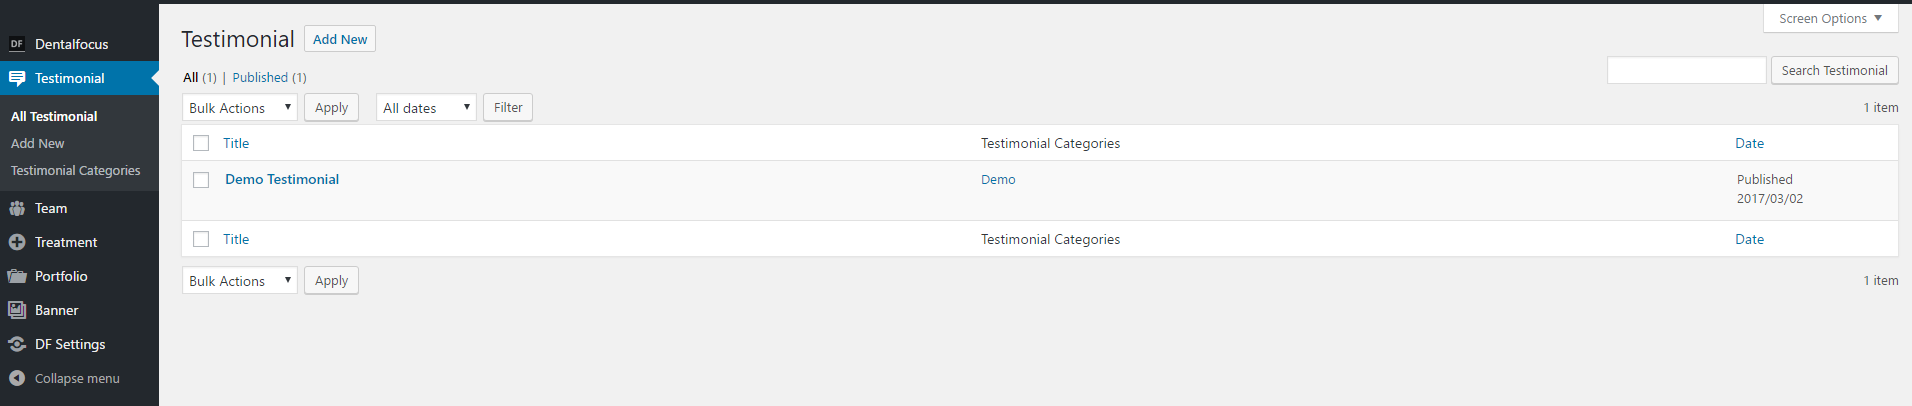 Screen Options
DF Dentalfocus
Testimonial
All Testimonial
Add New
Testimonial Categories
Team
Treatment
Portfolio
Banner
DF Settings
Collapse menu
Testimonial Add New
All (1) | Published (1)
Search Testimonial
Bulk Actions Apply All dates Filter 1 item
Title Testimonial Categories Date
Demo Testimonial Demo Published
2017/03/02
Title Testimonial Categories Date
Bulk Actions Apply 1 item